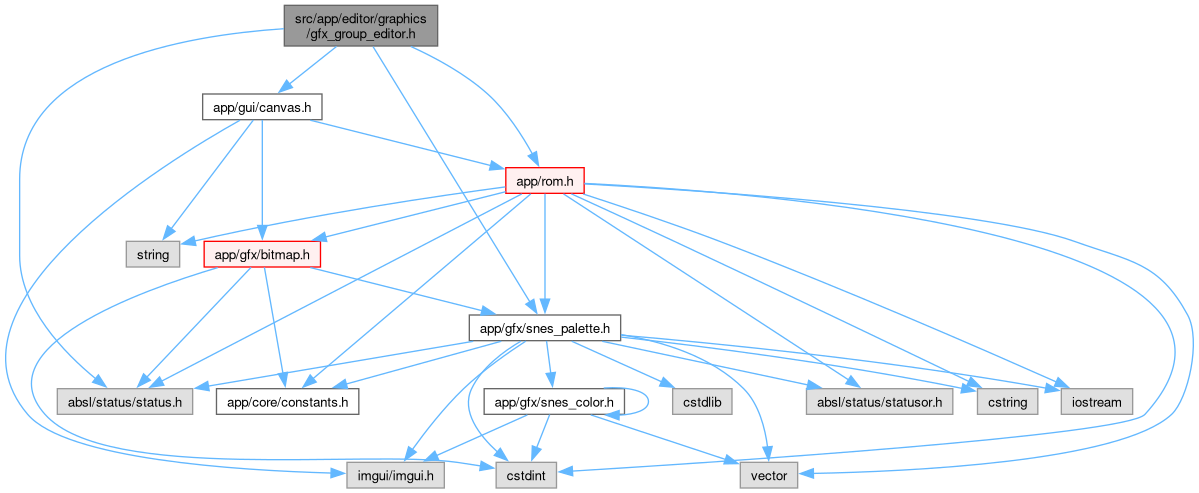 src/app/editor/graphics
/gfx_group_editor.h
app/gui/canvas.h
app/rom.h
string
app/gfx/bitmap.h
app/gfx/snes_palette.h
absl/status/status.h
app/core/constants.h
app/gfx/snes_color.h
cstdlib
absl/status/statusor.h
cstring
iostream
imgui/imgui.h
cstdint
vector